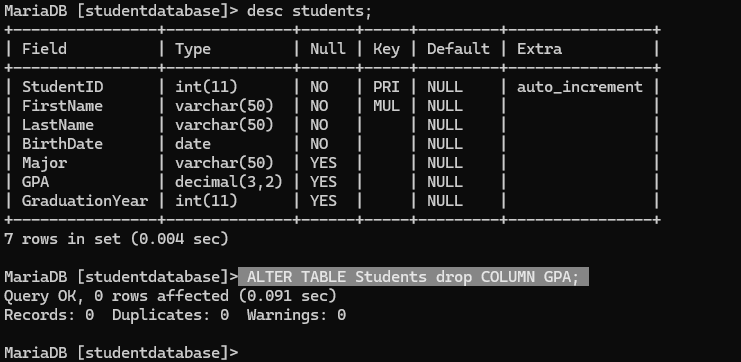 MariaDB [studentdatabase]> desc students;
+----------------+--------------+------+-----+---------+----------------+
| Field          | Type         | Null | Key | Default | Extra          |
+----------------+--------------+------+-----+---------+----------------+
| StudentID      | int(11)      | NO   | PRI | NULL    | auto_increment |
| FirstName      | varchar(50)  | NO   | MUL | NULL    |                |
| LastName       | varchar(50)  | NO   |     | NULL    |                |
| BirthDate      | date         | NO   |     | NULL    |                |
| Major          | varchar(50)  | YES  |     | NULL    |                |
| GPA            | decimal(3,2) | YES  |     | NULL    |                |
| GraduationYear | int(11)      | YES  |     | NULL    |                |
+----------------+--------------+------+-----+---------+----------------+
7 rows in set (0.004 sec)
MariaDB [studentdatabase]> ALTER TABLE Students drop COLUMN GPA;
Query OK, 0 rows affected (0.091 sec)
Records: 0  Duplicates: 0  Warnings: 0
MariaDB [studentdatabase]>